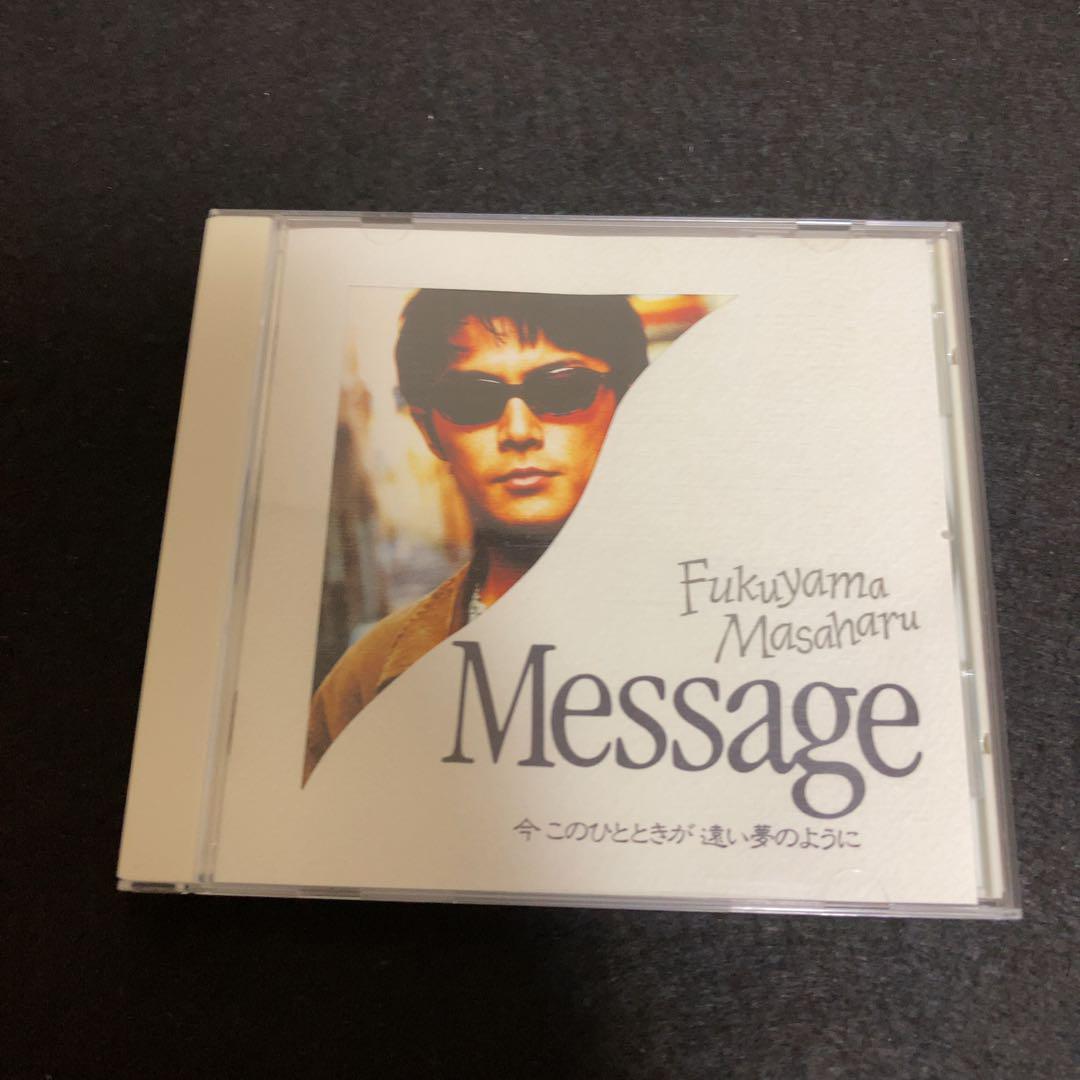 Fukuyama
Masaharu
Message
今 このひとときが 遠い夢のように